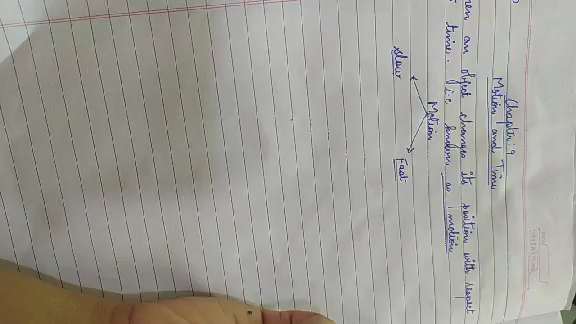 Chapter: 9
Motion and Time
en an object changes its position with respect
time. It is known as motion
Motion
Slow Fast